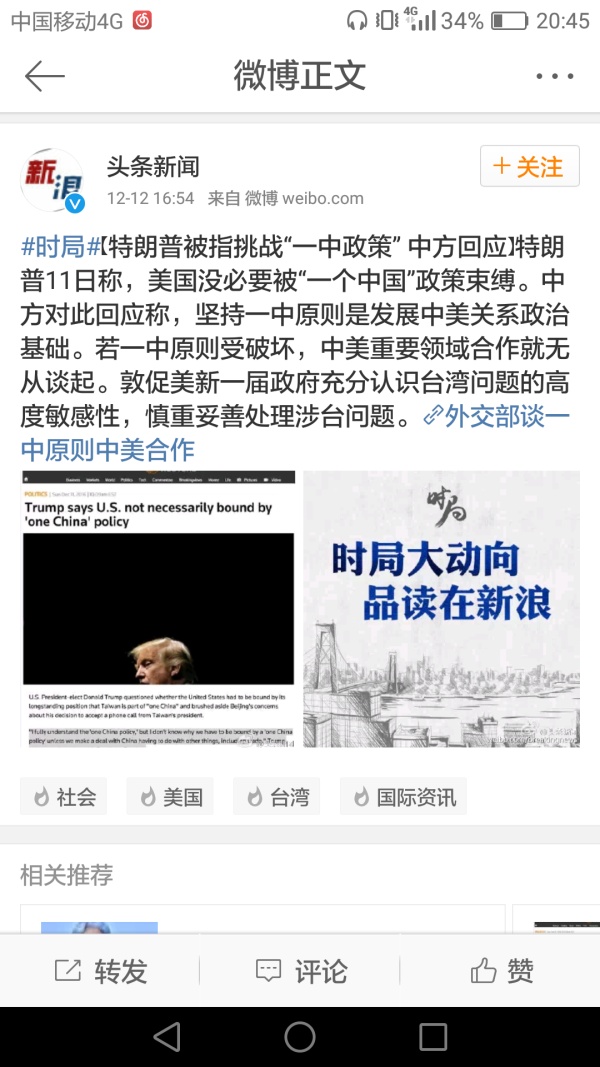 中国移动4G 4G 34% 20:45
微博正文
新浪
头条新闻
+关注
12-12 16:54 来自 微博 weibo.com
#时局#【特朗普被指挑战“一中政策” 中方回应】特朗
普11日称，美国没必要被“一个中国”政策束缚。中
方对此回应称，坚持一中原则是发展中美关系政治
基础。若一中原则受破坏，中美重要领域合作就无
从谈起。敦促美新一届政府充分认识台湾问题的高
度敏感性，慎重妥善处理涉台问题。外交部谈一
中原则中美合作
POLITICS
Trump says U.S. not necessarily bound by
'one China' policy
U.S. President-elect Donald Trump questioned whether the United States had to be bound by its
longstanding position that Taiwan is part of "one China" and brushed aside Beijing's concerns
about his decision to accept a phone call from Taiwan's president.
"I fully understand the 'one China' policy, but I don't know why we have to be bound by a 'one China
policy' unless we make a deal with China having to do with other things, including trade," Trump
时局
时局大动向
品读在新浪
社会
美国
台湾
国际资讯
相关推荐
转发
评论
赞